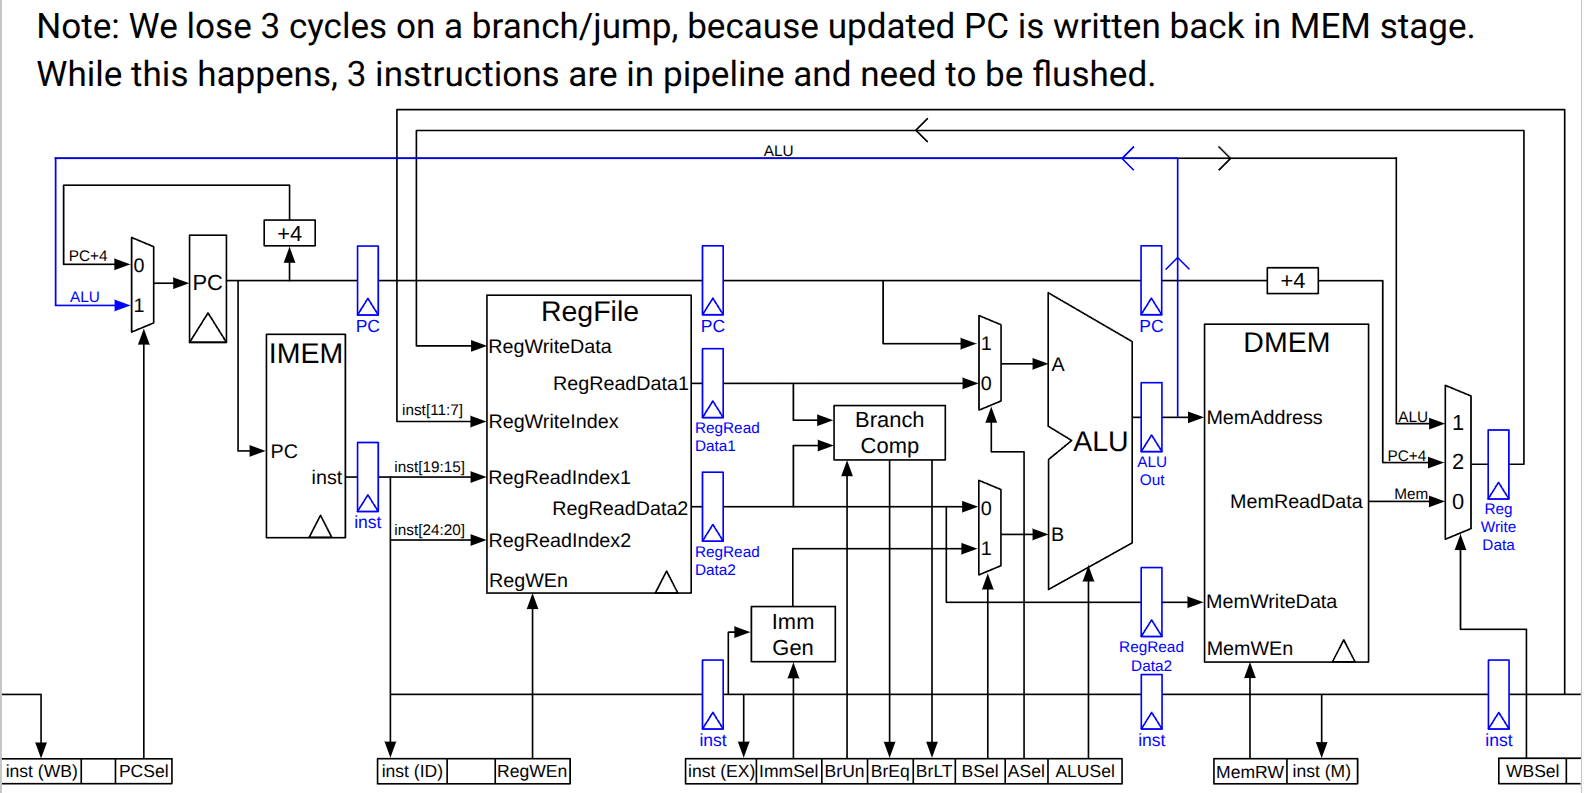 Note: We lose 3 cycles on a branch/jump, because updated PC is written back in MEM stage.
While this happens, 3 instructions are in pipeline and need to be flushed.
ALU
+4
PC+4
0
ALU
1
PC
PC
IMEM
PC
inst
inst
inst[11:7]
inst[19:15]
inst[24:20]
RegFile
RegWriteData
RegReadData1
RegWriteIndex
RegReadIndex1
RegReadData2
RegReadIndex2
RegWEn
PC
RegRead
Data1
RegRead
Data2
Branch
Comp
Imm
Gen
inst
1
0
0
1
A
ALU
B
PC
ALU
Out
RegRead
Data2
inst
+4
DMEM
MemAddress
MemReadData
MemWriteData
MemWEn
ALU
1
PC+4
2
Mem
0
Reg
Write
Data
inst
inst (WB)
PCSel
inst (ID)
RegWEn
inst (EX)
ImmSel
BrUn
BrEq
BrLT
BSel
ASel
ALUSel
MemRW
inst (M)
WBSel